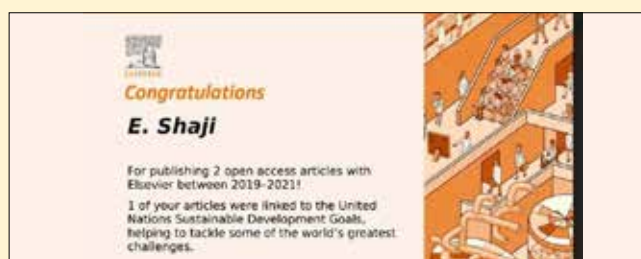 ELSEVIER
Congratulations
E. Shaji
For publishing 2 open access articles with
Elsevier between 2019-2021!
1 of your articles were linked to the United
Nations Sustainable Development Goals,
helping to tackle some of the world's greatest
challenges.